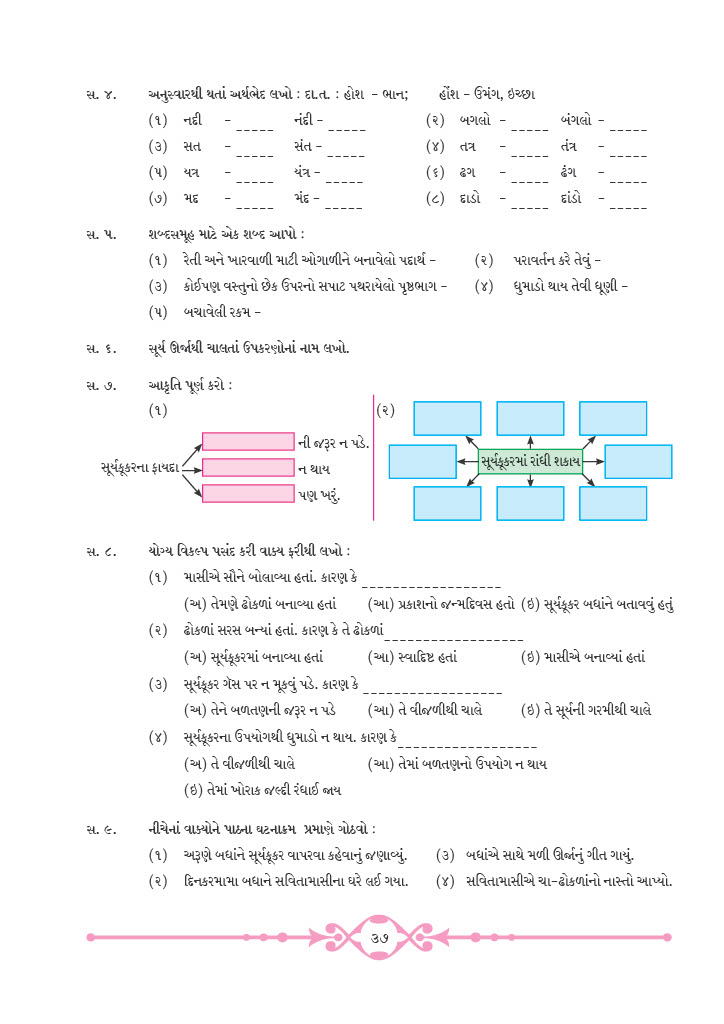 સ. ૪. અનુસ્વારથી થતાં અર્થભેદ લખો : દા.ત. : હોશ - ભાન; હોંશ - ઉમંગ, ઇચ્છા
(૧) નદી - _____ નંદી - _____ (૨) બગલો - _____ બંગલો - _____
(૩) સત - _____ સંત - _____ (૪) તત્ર - _____ તંત્ર - _____
(૫) યત્ર - _____ યંત્ર - _____ (૬) ઢગ - _____ ઢંગ - _____
(૭) મદ - _____ મંદ - _____ (૮) દાડો - _____ દાંડો - _____
સ. ૫. શબ્દસમૂહ માટે એક શબ્દ આપો :
(૧) રેતી અને ખારવાળી માટી ઓગાળીને બનાવેલો પદાર્થ - (૨) પરાવર્તન કરે તેવું -
(૩) કોઈપણ વસ્તુનો છેક ઉપરનો સપાટ પથરાયેલો પૃષ્ઠભાગ - (૪) ધુમાડો થાય તેવી ધૂણી -
(૫) બચાવેલી રકમ -
સ. ૬. સૂર્ય ઊર્જાથી ચાલતાં ઉપકરણોનાં નામ લખો.
સ. ૭. આકૃતિ પૂર્ણ કરો :
(૧)
સૂર્યકૂકરના ફાયદા
ની જરૂર ન પડે.
ન થાય
પણ ખરું.
(૨)
સૂર્યકૂકરમાં રાંધી શકાય
સ. ૮. યોગ્ય વિકલ્પ પસંદ કરી વાક્ય ફરીથી લખો :
(૧) માસીએ સૌને બોલાવ્યા હતાં. કારણ કે __________________
(અ) તેમણે ઢોકળાં બનાવ્યા હતાં (આ) પ્રકાશનો જન્મદિવસ હતો (ઇ) સૂર્યકૂકર બધાંને બતાવવું હતું
(૨) ઢોકળાં સરસ બન્યાં હતાં. કારણ કે તે ઢોકળાં__________________
(અ) સૂર્યકૂકરમાં બનાવ્યા હતાં (આ) સ્વાદિષ્ટ હતાં (ઇ) માસીએ બનાવ્યાં હતાં
(૩) સૂર્યકૂકર ગૅસ પર ન મૂકવું પડે. કારણ કે __________________
(અ) તેને બળતણની જરૂર ન પડે (આ) તે વીજળીથી ચાલે (ઇ) તે સૂર્યની ગરમીથી ચાલે
(૪) સૂર્યકૂકરના ઉપયોગથી ધુમાડો ન થાય. કારણ કે__________________
(અ) તે વીજળીથી ચાલે (આ) તેમાં બળતણનો ઉપયોગ ન થાય
(ઇ) તેમાં ખોરાક જલ્દી રંધાઈ જાય
સ. ૯. નીચેનાં વાક્યોને પાઠના ઘટનાક્રમ પ્રમાણે ગોઠવો :
(૧) અરૂણે બધાંને સૂર્યકૂકર વાપરવા કહેવાનું જણાવ્યું. (૩) બધાંએ સાથે મળી ઊર્જાનું ગીત ગાયું.
(૨) દિનકરમામા બધાને સવિતામાસીના ઘરે લઈ ગયા. (૪) સવિતામાસીએ ચા-ઢોકળાંનો નાસ્તો આપ્યો.
૩૭